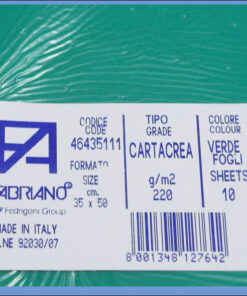 CODICE CODE
46435111
FORMATO SIZE
cm 35 x 50
TIPO GRADE
CARTACREA
g/m2
220
COLORE COLOUR
VERDE
FOGLI SHEETS
10
FABRIANO®
Fedrigoni Group
MADE IN ITALY
LNE 92030/07
8 001348 127642